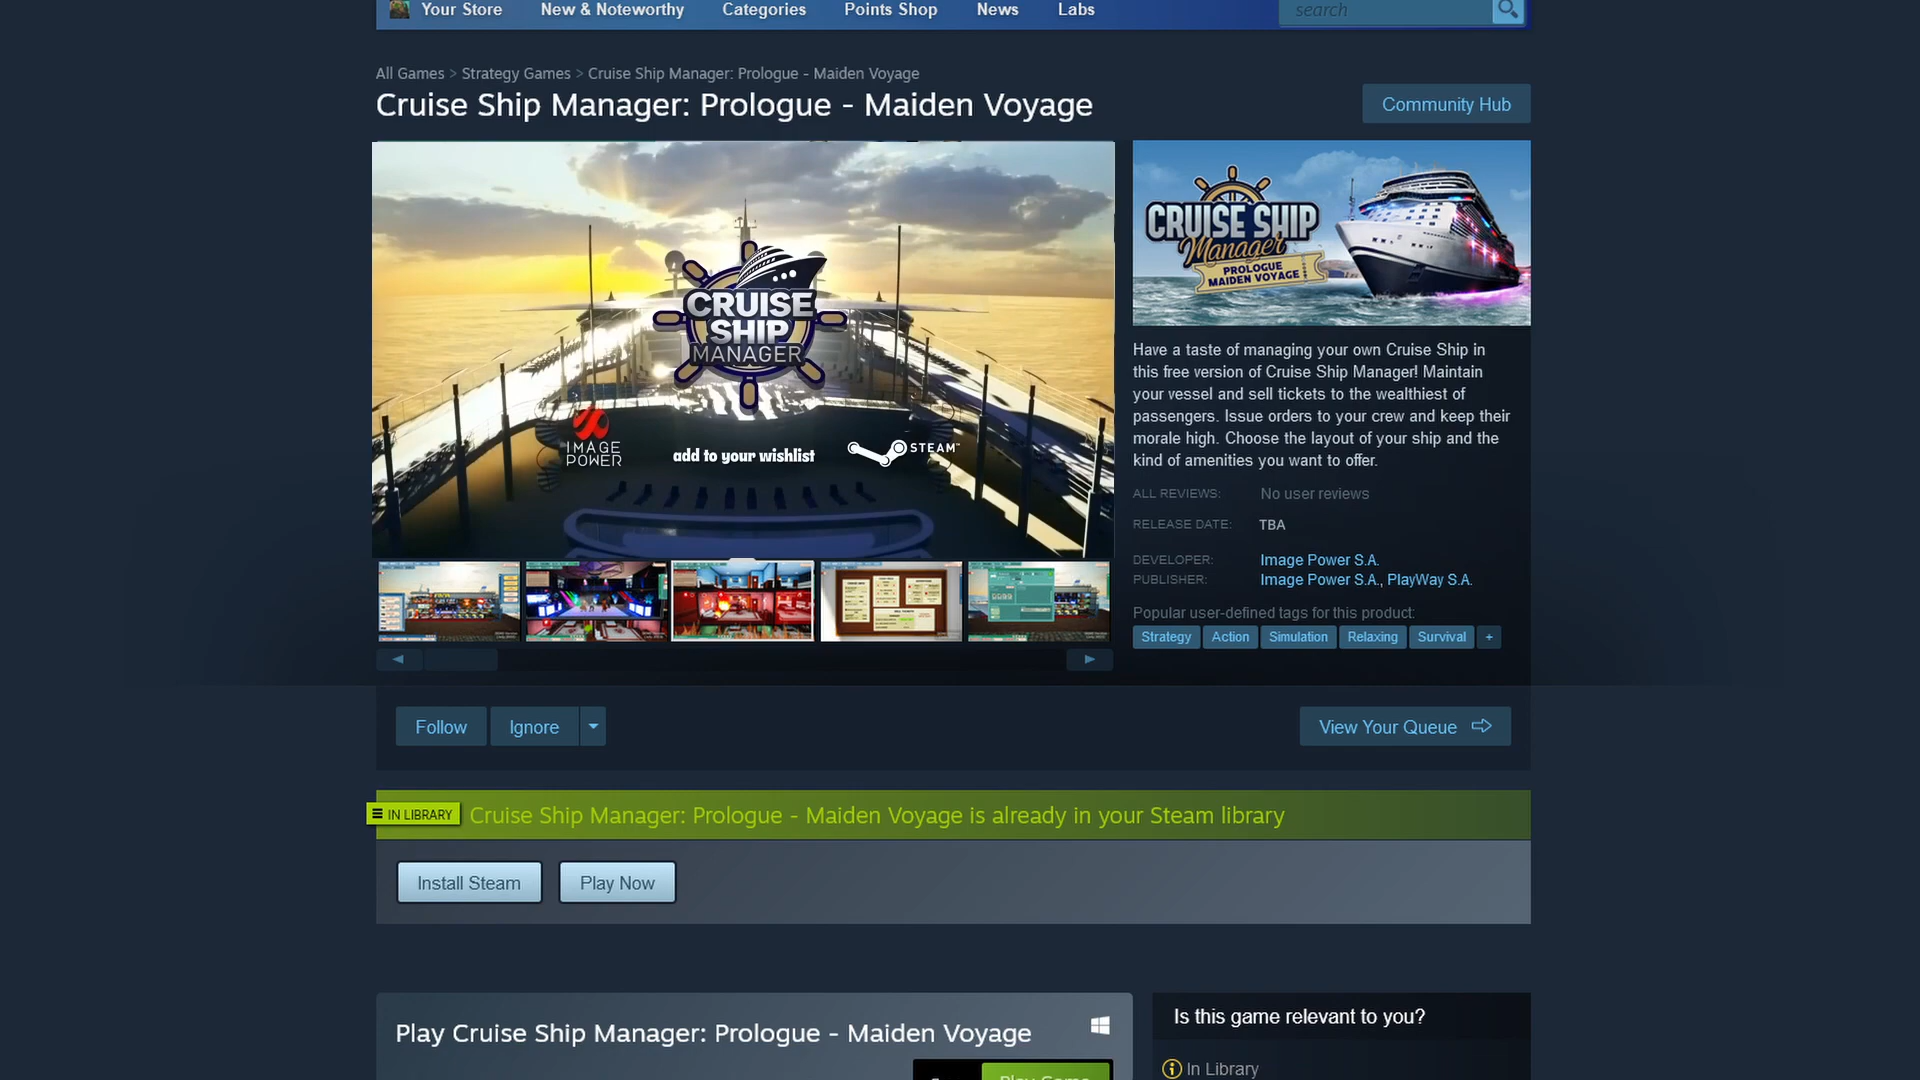 Your Store
New & Noteworthy
Categories
Points Shop
News
Labs
search
All Games > Strategy Games > Cruise Ship Manager: Prologue - Maiden Voyage
Cruise Ship Manager: Prologue - Maiden Voyage
Community Hub
CRUISE
SHIP
MANAGER
IMAGE
POWER
add to your wishlist
STEAM
CRUISE SHIP
Manager
PROLOGUE
MAIDEN VOYAGE
Have a taste of managing your own Cruise Ship in
this free version of Cruise Ship Manager! Maintain
your vessel and sell tickets to the wealthiest of
passengers. Issue orders to your crew and keep their
morale high. Choose the layout of your ship and the
kind of amenities you want to offer.
ALL REVIEWS: No user reviews
RELEASE DATE: TBA
DEVELOPER: Image Power S.A.
PUBLISHER: Image Power S.A., PlayWay S.A.
Popular user-defined tags for this product:
Strategy Action Simulation Relaxing Survival +
Follow
Ignore
View Your Queue
IN LIBRARY
Cruise Ship Manager: Prologue - Maiden Voyage is already in your Steam library
Install Steam
Play Now
Play Cruise Ship Manager: Prologue - Maiden Voyage
Play Game
Is this game relevant to you?
In Library